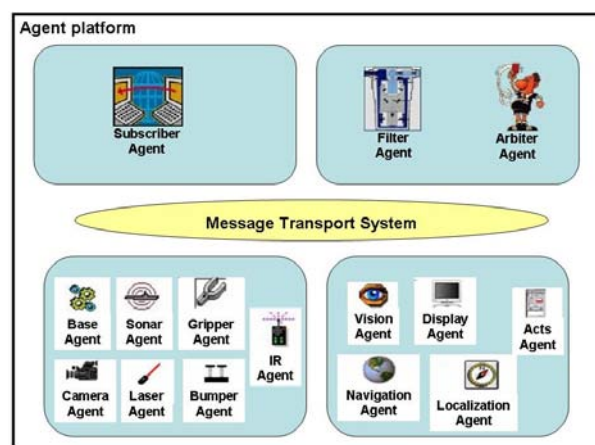 Agent platform
Subscriber
Agent
Filter
Agent
Arbiter
Agent
Message Transport System
Base
Agent
Sonar
Agent
Gripper
Agent
IR
Agent
Camera
Agent
Laser
Agent
Bumper
Agent
Vision
Agent
Display
Agent
Acts
Agent
Navigation
Agent
Localization
Agent